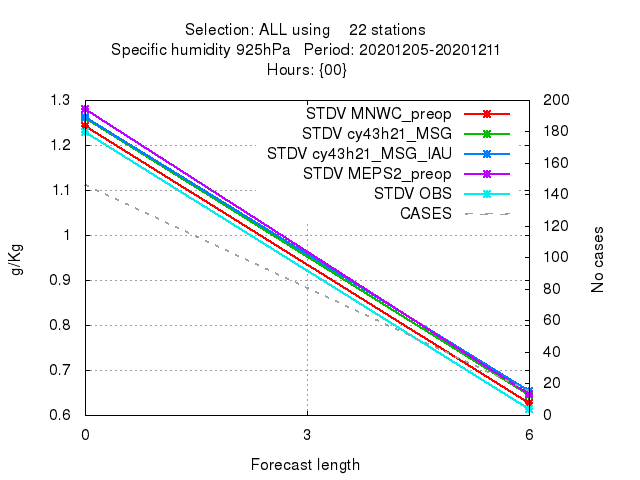 Selection: ALL using    22 stations
Specific humidity 925hPa   Period: 20201205-20201211
Hours: {00}
STDV MNWC_preop
STDV cy43h21_MSG
STDV cy43h21_MSG_IAU
STDV MEPS2_preop
STDV OBS
CASES
1.3
1.2
1.1
1
0.9
0.8
0.7
0.6
g/Kg
200
180
160
140
120
100
80
60
40
20
0
No cases
0 3 6
Forecast length